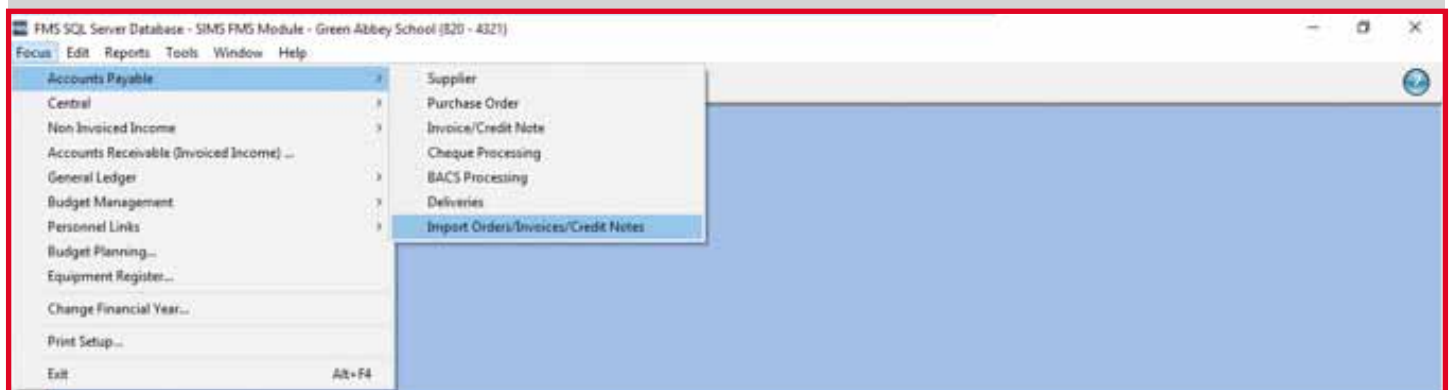 FMS SQL Server Database - SIMS FMS Module - Green Abbey School (820 - 4321)
Focus Edit Reports Tools Window Help
Accounts Payable
Central
Non Invoiced Income
Accounts Receivable (Invoiced Income) ...
General Ledger
Budget Management
Personnel Links
Budget Planning...
Equipment Register...
Change Financial Year...
Print Setup...
Exit Alt+F4
Supplier
Purchase Order
Invoice/Credit Note
Cheque Processing
BACS Processing
Deliveries
Import Orders/Invoices/Credit Notes